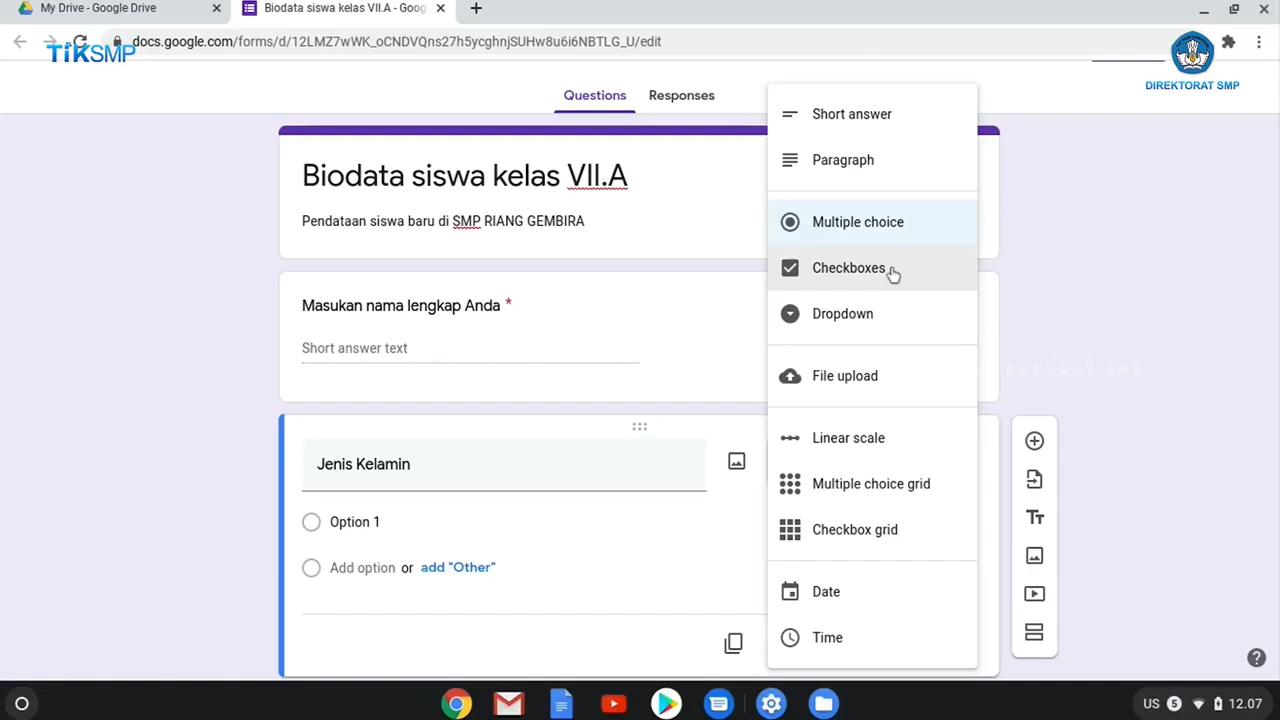 My Drive - Google Drive
Biodata siswa kelas VII.A - Goog
docs.google.com/forms/d/12LMZ7wWK_oCNDVQns27h5ycghnjSUHw8u6i6NBTLG_U/edit
TiKSMP
DIREKTORAT SMP
Questions
Responses
Biodata siswa kelas VII.A
Pendataan siswa baru di SMP RIANG GEMBIRA
Masukan nama lengkap Anda *
Short answer text
Jenis Kelamin
Option 1
Add option or add "Other"
Short answer
Paragraph
Multiple choice
Checkboxes
Dropdown
File upload
Linear scale
Multiple choice grid
Checkbox grid
Date
Time
Tt
US 5 12.07